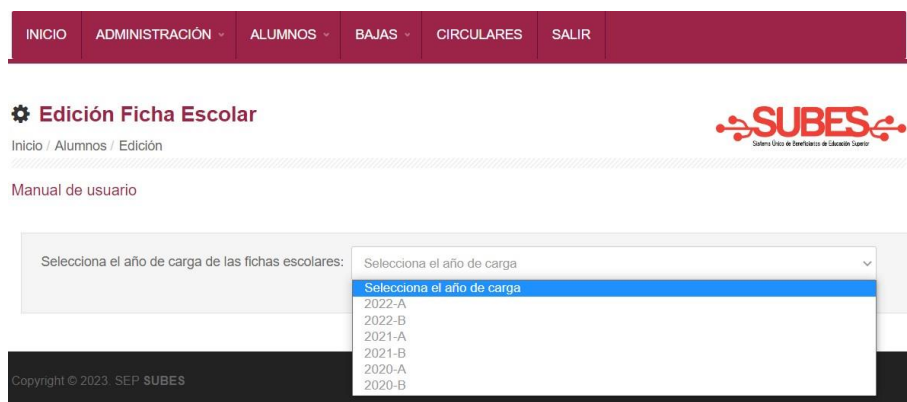 INICIO ADMINISTRACIÓN ALUMNOS BAJAS CIRCULARES SALIR
Edición Ficha Escolar
SUBES
Sistema Único de Beneficiarios de Educación Superior
Inicio / Alumnos / Edición
Manual de usuario
Selecciona el año de carga de las fichas escolares: Selecciona el año de carga
Selecciona el año de carga
2022-A
2022-B
2021-A
2021-B
2020-A
2020-B
Copyright © 2023. SEP SUBES